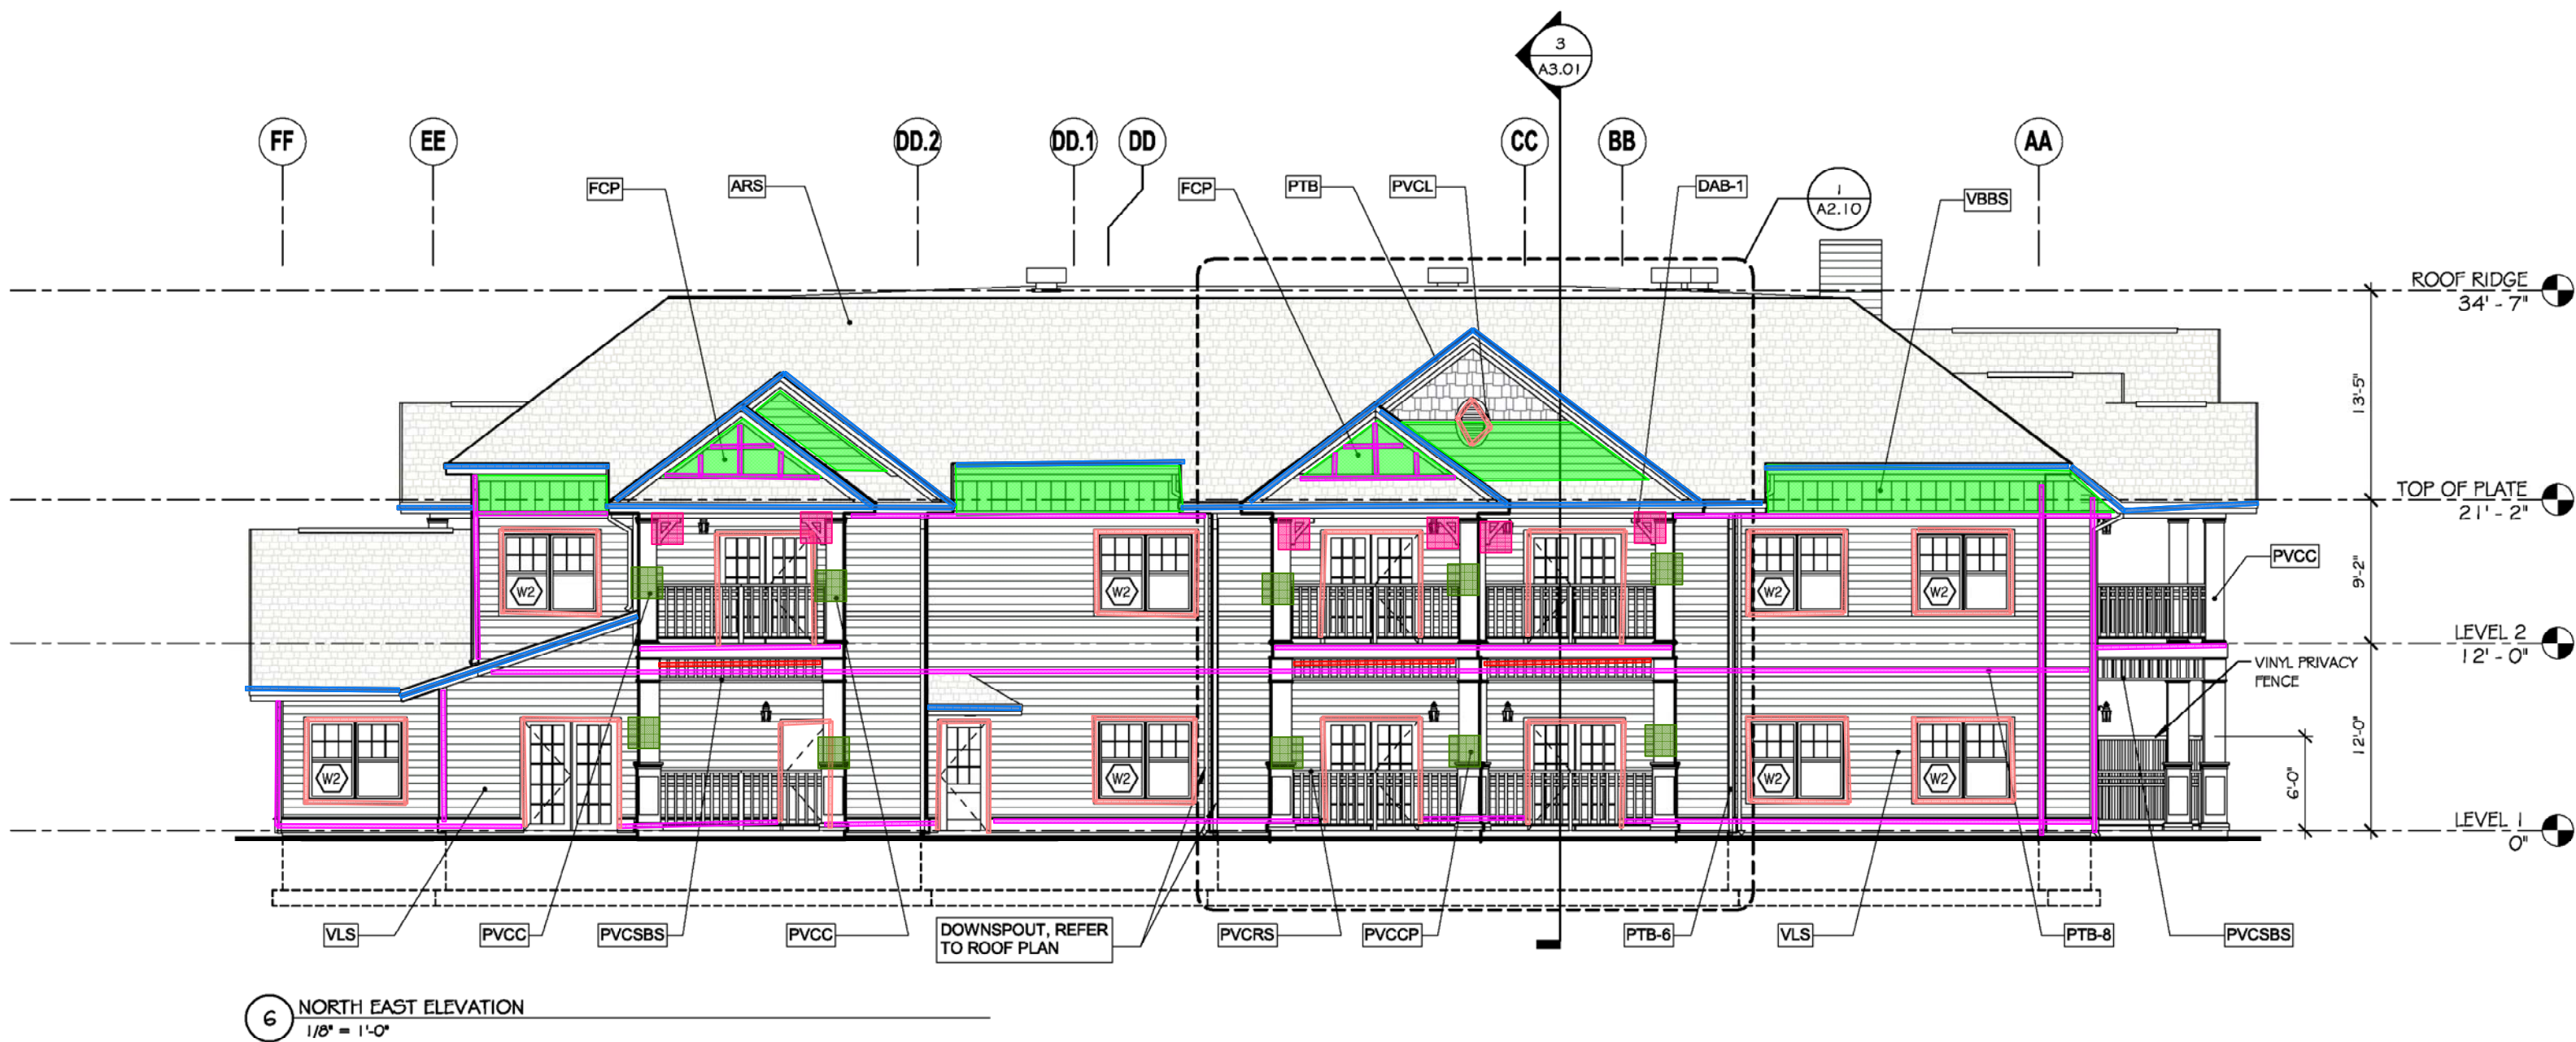 3
A3.01
FF
EE
DD.2
DD.1
DD
CC
BB
AA
FCP
ARS
FCP
PTB
PVCL
DAB-1
1
A2.10
VBBS
ROOF RIDGE
34' - 7"
13'-5"
TOP OF PLATE
21' - 2"
9'-2"
PVCC
W2
W2
W2
W2
LEVEL 2
12' - 0"
VINYL PRIVACY
FENCE
12'-0"
6'-0"
W2
W2
W2
W2
LEVEL 1
0"
VLS
PVCC
PVCSBS
PVCC
DOWNSPOUT, REFER
TO ROOF PLAN
PVCRS
PVCCP
PTB-6
VLS
PTB-8
PVCSBS
6
NORTH EAST ELEVATION
1/8" = 1'-0"